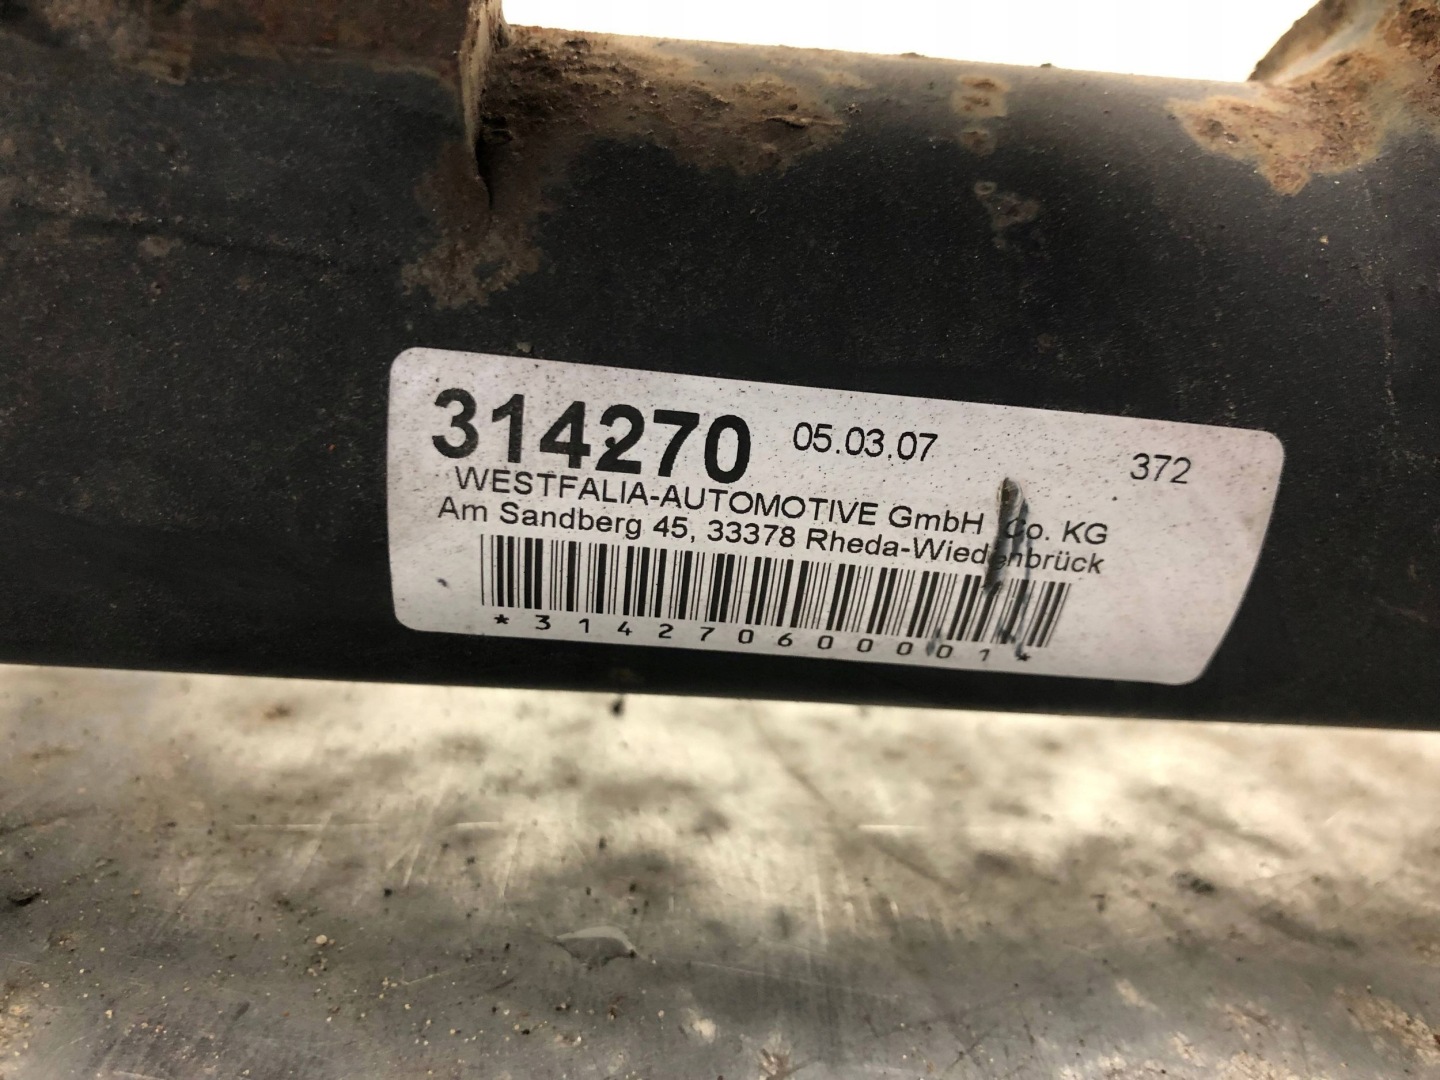 314270 05.03.07 372
WESTFALIA-AUTOMOTIVE GmbH Co. KG
Am Sandberg 45, 33378 Rheda-Wiedenbrück
*314270600001*